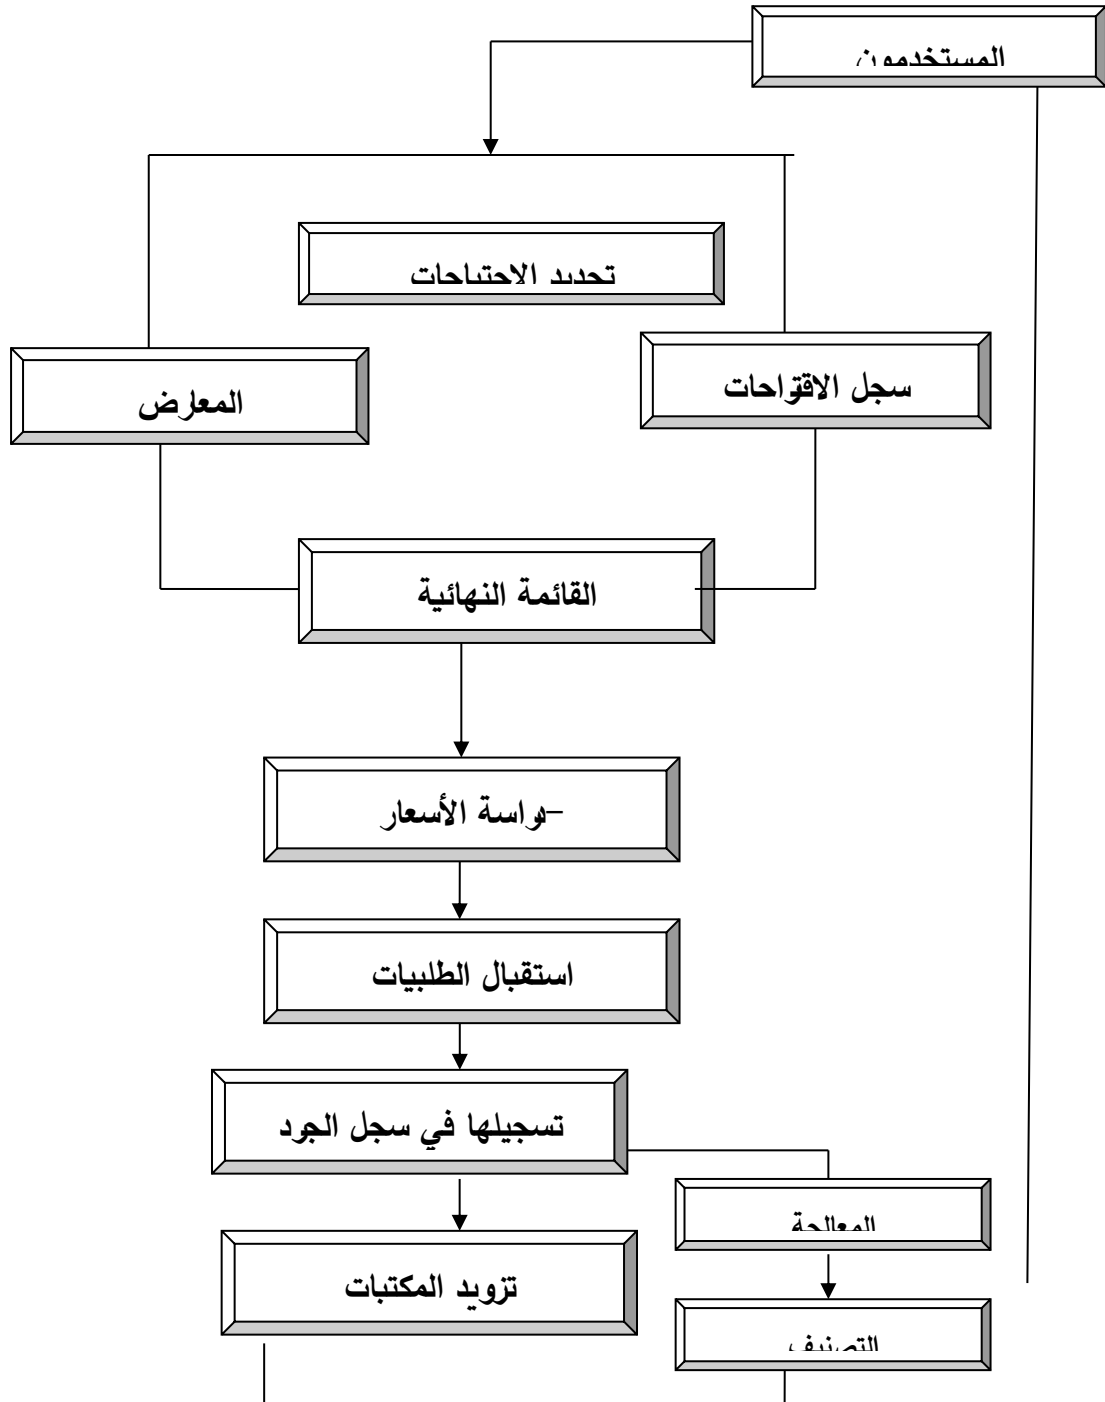 المستخدمون
تحديد الاحتياجات
سجل الاقتراحات
المعارض
القائمة النهائية
–دراسة الأسعار
استقبال الطلبيات
تسجيلها في سجل الجرد
المعالجة
تزويد المكتبات
التصنيف